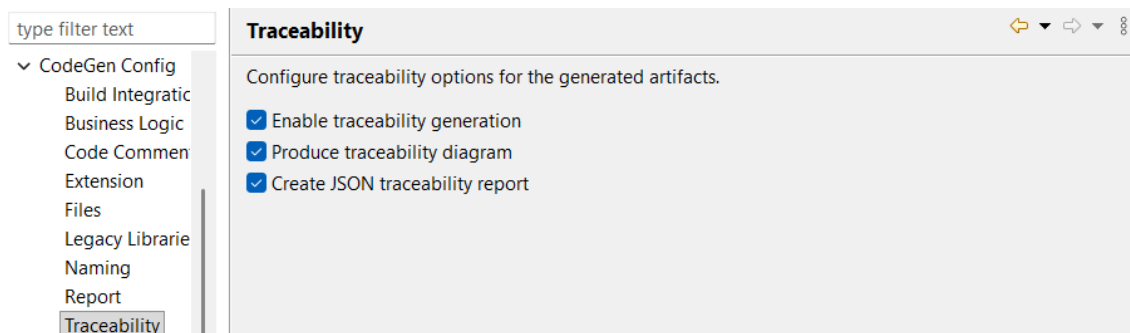 type filter text
CodeGen Config
Build Integratic
Business Logic
Code Commen
Extension
Files
Legacy Librarie
Naming
Report
Traceability
Traceability
Configure traceability options for the generated artifacts.
Enable traceability generation
Produce traceability diagram
Create JSON traceability report